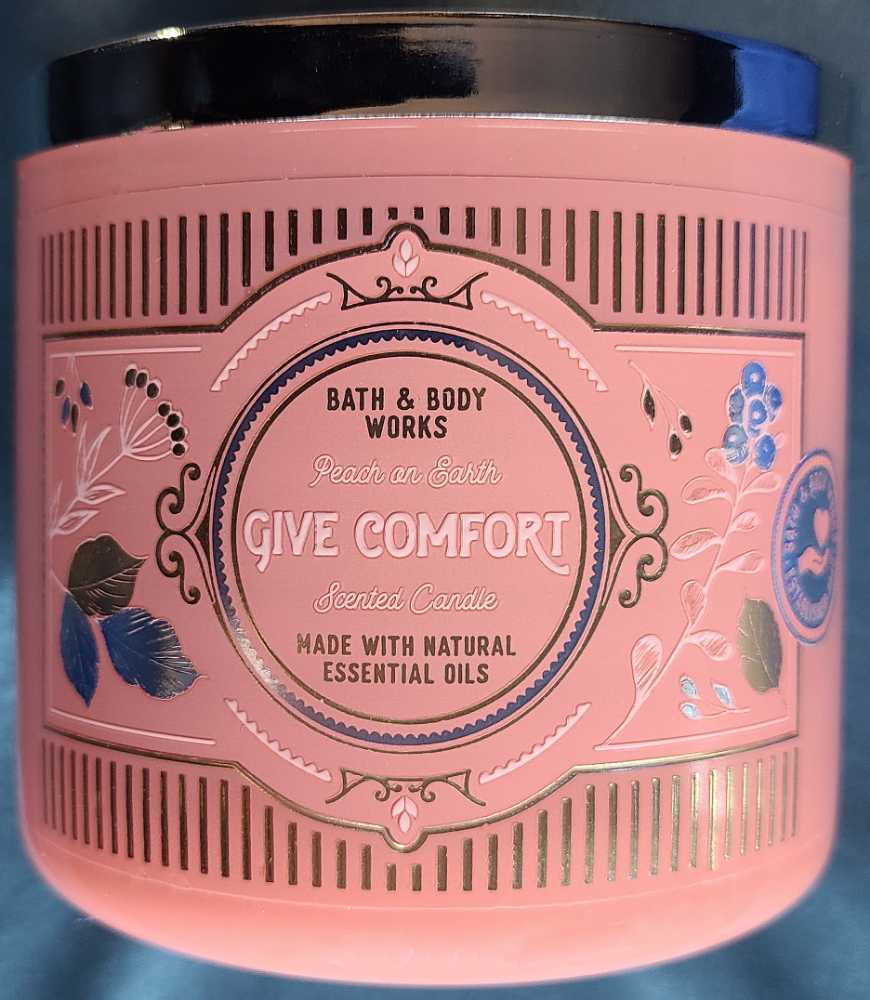 BATH & BODY
WORKS
Peach on Earth
GIVE COMFORT
Scented Candle
MADE WITH NATURAL
ESSENTIAL OILS